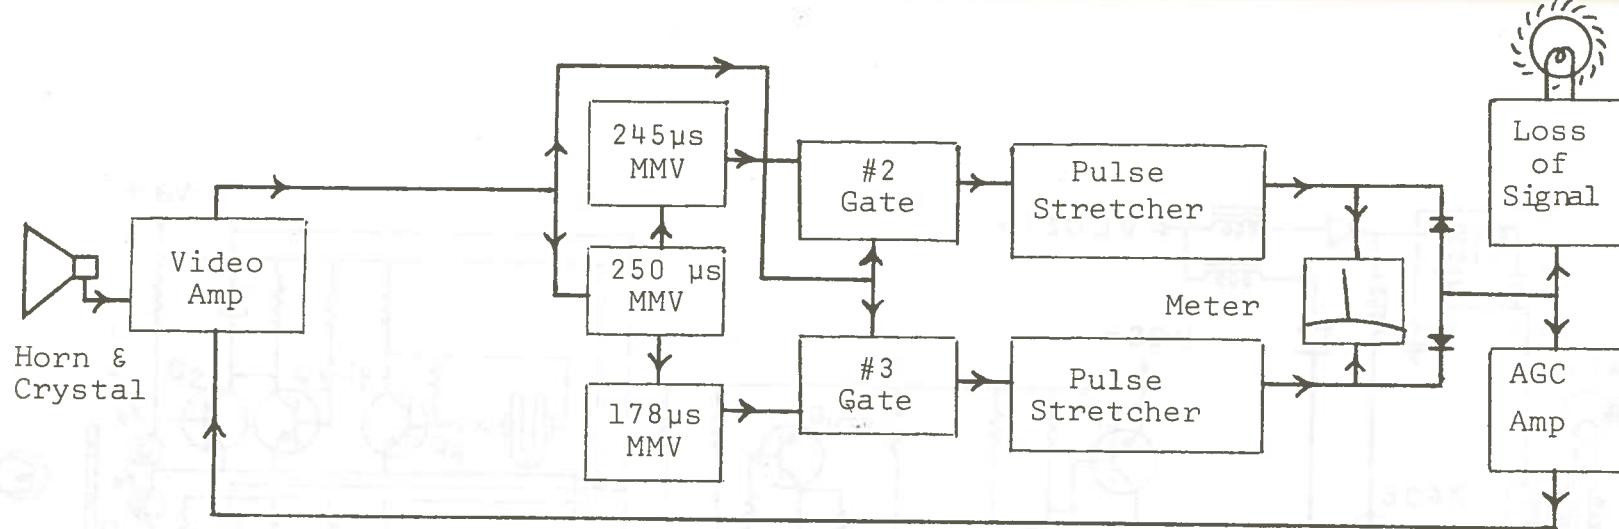 Horn &
Crystal
Video
Amp
245µs
MMV
250 µs
MMV
178µs
MMV
#2
Gate
#3
Gate
Pulse
Stretcher
Pulse
Stretcher
Meter
Loss
of
Signal
AGC
Amp